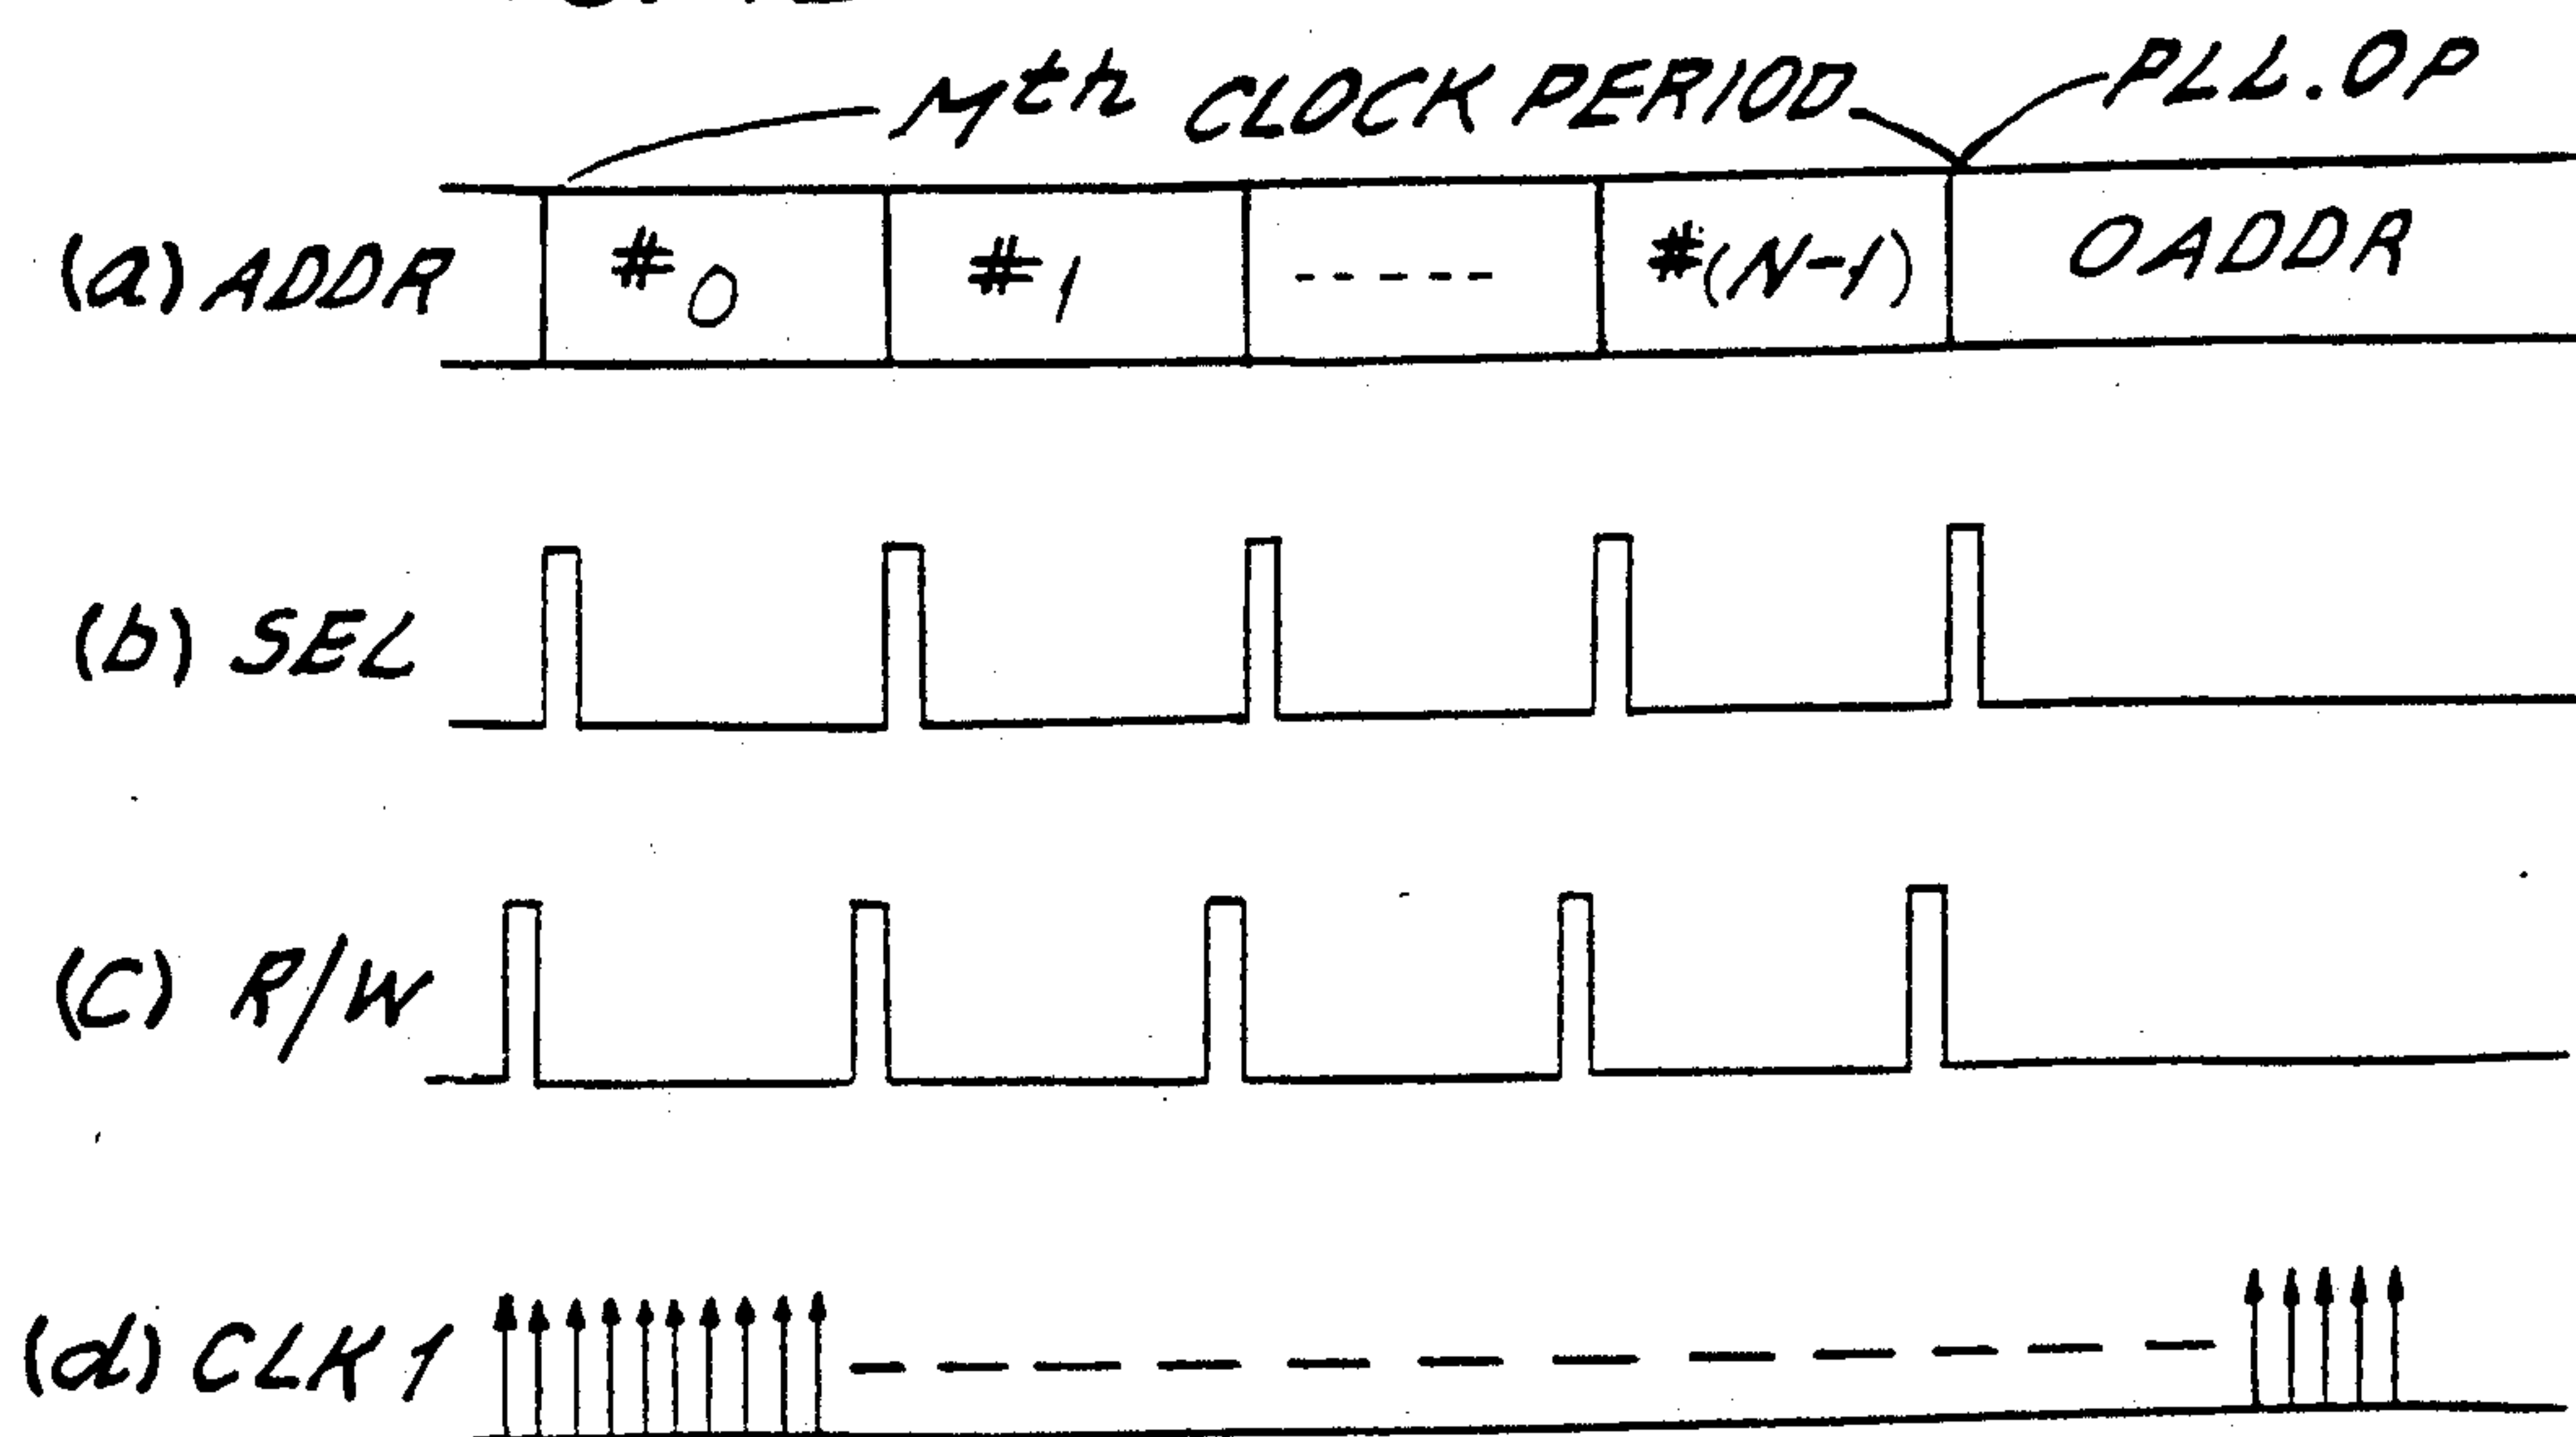 Mth CLOCK PERIOD PLL.OP
(a) ADDR #0 #1 ----- #(N-1) OADDR
(b) SEL
(c) R/W
(d) CLK 1